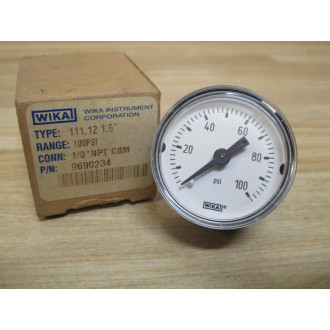 WIKA WIKA INSTRUMENT
CORPORATION
TYPE: 111.12 1.5"
RANGE: 100PSI
CONN: 1/8"NPT CBM
P/N: 9690234
20 40 60 80 100
psi
WIKA®